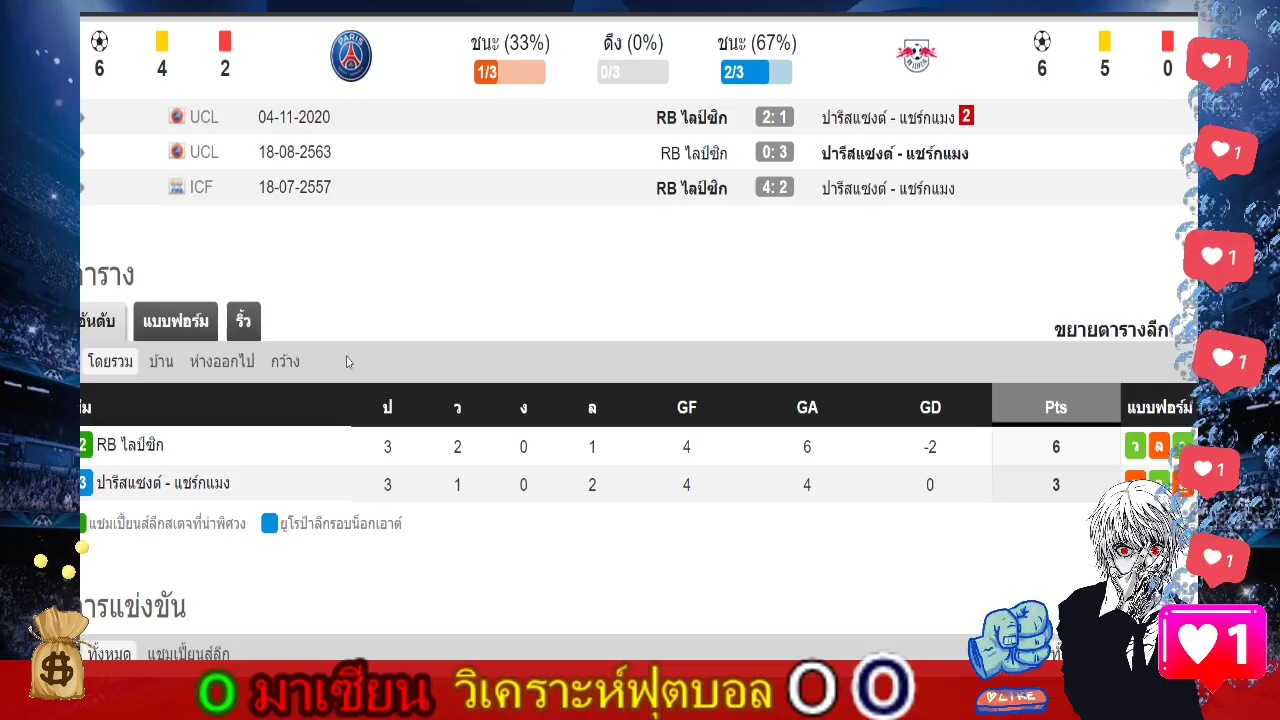 6 4 2 PARIS ชนะ (33%) ดึง (0%) ชนะ (67%) 6 5 0
1/3 0/3 2/3
UCL 04-11-2020 RB ไลป์ซิก 2: 1 ปารีสแซงต์ - แชร์กแมง 2
UCL 18-08-2563 RB ไลป์ซิก 0: 3 ปารีสแซงต์ - แชร์กแมง
ICF 18-07-2557 RB ไลป์ซิก 4: 2 ปารีสแซงต์ - แชร์กแมง
าราง
อันดับ แบบฟอร์ม ริ้ว
ขยายตารางลีก
โดยรวม บ้าน ห่างออกไป กว้าง
ป ว ง ล GF GA GD Pts แบบฟอร์ม
2 RB ไลป์ซิก 3 2 0 1 4 6 -2 6 ว ล
3 ปารีสแซงต์ - แชร์กแมง 3 1 0 2 4 4 0 3
แชมเปี้ยนส์ลีกสเตจที่น่าพิศวง ยูโรป้าลีกรอบน็อกเอาต์
ารแข่งขัน
ทั้งหมด แชมเปี้ยนส์ลีก
1
1
1
1
1
1
1
$
LIKE
o มาเซียน วิเคราะห์ฟุตบอล O O